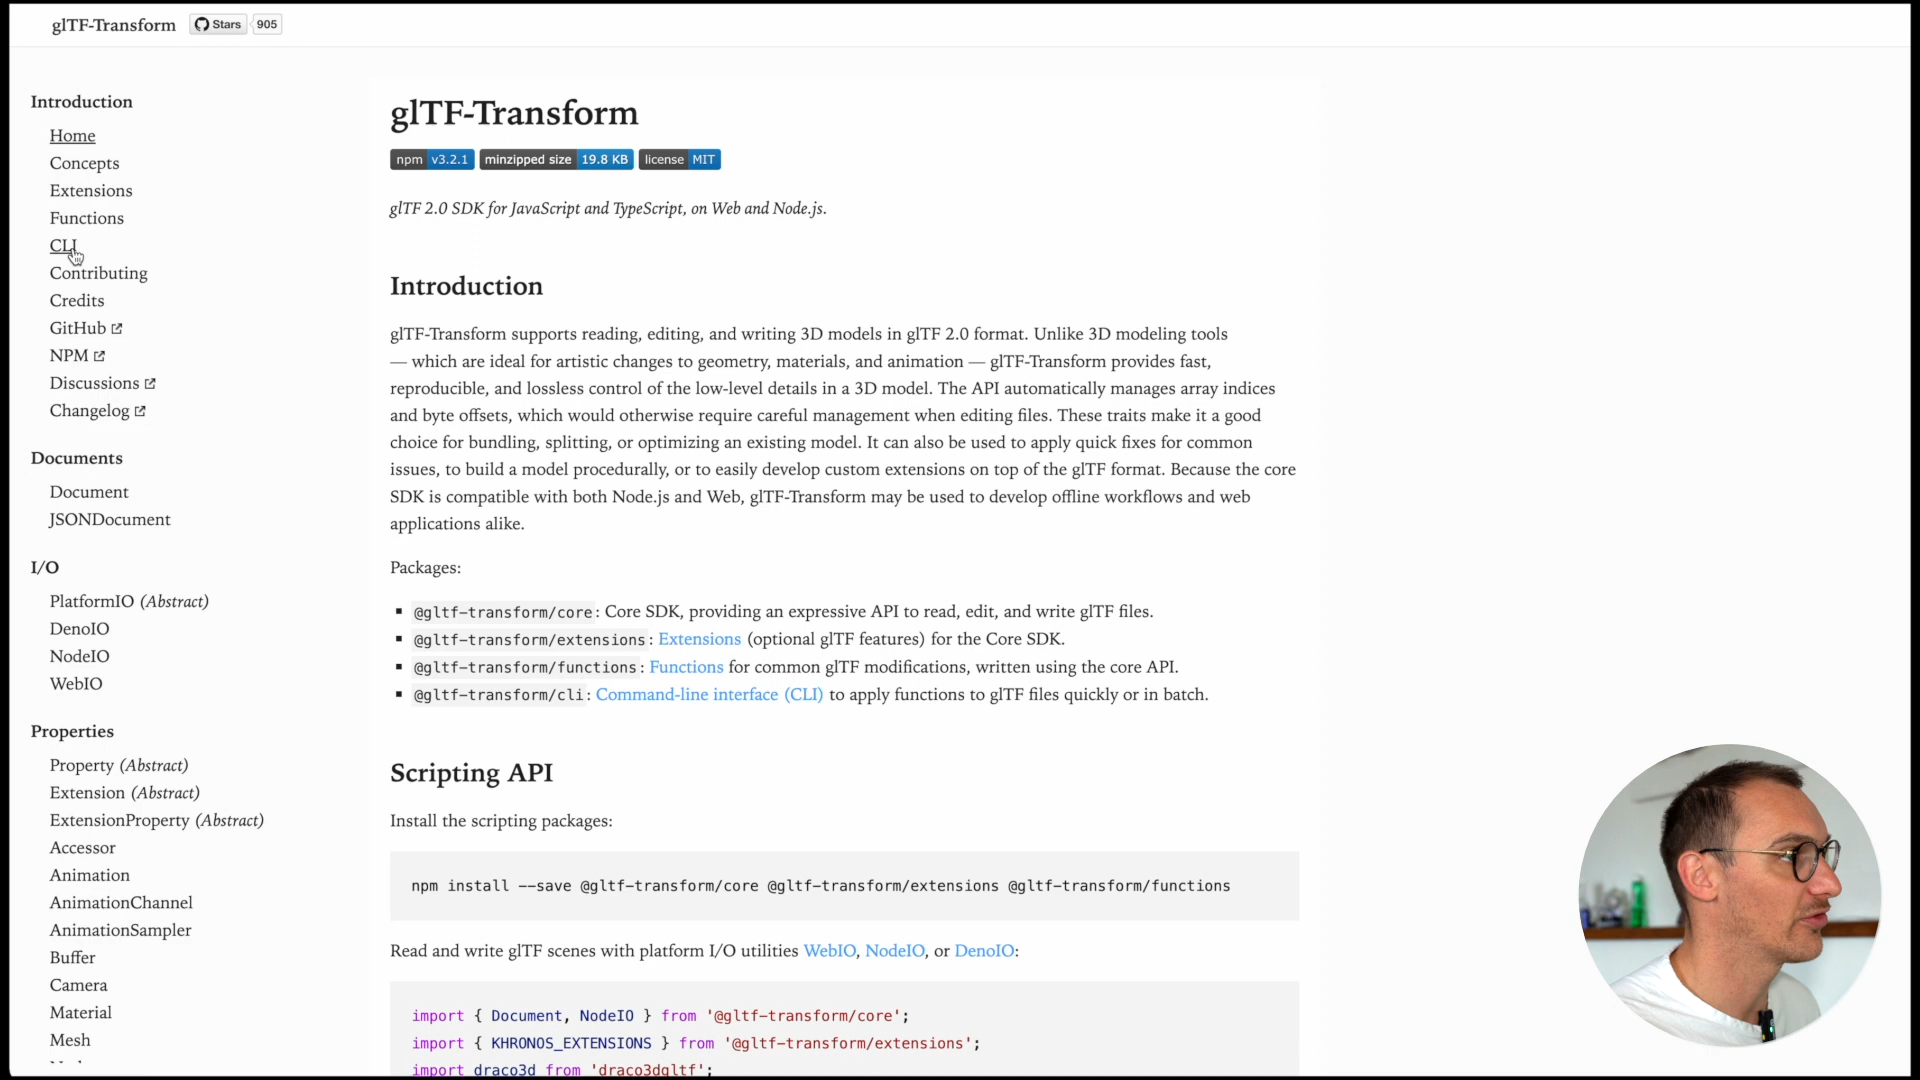 glTF-Transform Stars 905
Introduction
Home
Concepts
Extensions
Functions
CLI
Contributing
Credits
GitHub
NPM
Discussions
Changelog
Documents
Document
JSONDocument
I/O
PlatformIO (Abstract)
DenoIO
NodeIO
WebIO
Properties
Property (Abstract)
Extension (Abstract)
ExtensionProperty (Abstract)
Accessor
Animation
AnimationChannel
AnimationSampler
Buffer
Camera
Material
Mesh
glTF-Transform
npm v3.2.1 minzipped size 19.8 KB license MIT
glTF 2.0 SDK for JavaScript and TypeScript, on Web and Node.js.
Introduction
glTF-Transform supports reading, editing, and writing 3D models in glTF 2.0 format. Unlike 3D modeling tools
— which are ideal for artistic changes to geometry, materials, and animation — glTF-Transform provides fast,
reproducible, and lossless control of the low-level details in a 3D model. The API automatically manages array indices
and byte offsets, which would otherwise require careful management when editing files. These traits make it a good
choice for bundling, splitting, or optimizing an existing model. It can also be used to apply quick fixes for common
issues, to build a model procedurally, or to easily develop custom extensions on top of the glTF format. Because the core
SDK is compatible with both Node.js and Web, glTF-Transform may be used to develop offline workflows and web
applications alike.
Packages:
▪ @gltf-transform/core: Core SDK, providing an expressive API to read, edit, and write glTF files.
▪ @gltf-transform/extensions: Extensions (optional glTF features) for the Core SDK.
▪ @gltf-transform/functions: Functions for common glTF modifications, written using the core API.
▪ @gltf-transform/cli: Command-line interface (CLI) to apply functions to glTF files quickly or in batch.
Scripting API
Install the scripting packages:
npm install --save @gltf-transform/core @gltf-transform/extensions @gltf-transform/functions
Read and write glTF scenes with platform I/O utilities WebIO, NodeIO, or DenoIO:
import { Document, NodeIO } from '@gltf-transform/core';
import { KHRONOS_EXTENSIONS } from '@gltf-transform/extensions';
import draco3d from 'draco3dgltf';